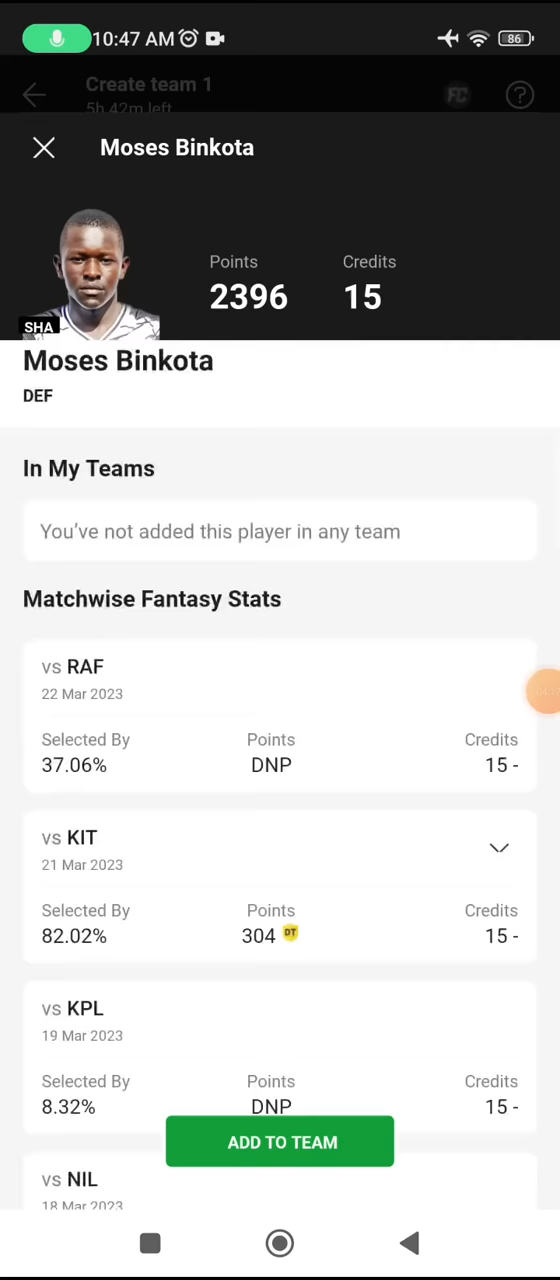 10:47 AM 86
Create team 1
5h 42m left
FC ?
Moses Binkota
Points Credits
2396 15
SHA
Moses Binkota
DEF
In My Teams
You've not added this player in any team
Matchwise Fantasy Stats
vs RAF
22 Mar 2023
Selected By Points Credits
37.06% DNP 15 -
vs KIT
21 Mar 2023
Selected By Points Credits
82.02% 304 DT 15 -
vs KPL
19 Mar 2023
Selected By Points Credits
8.32% DNP 15 -
ADD TO TEAM
vs NIL
18 Mar 2023